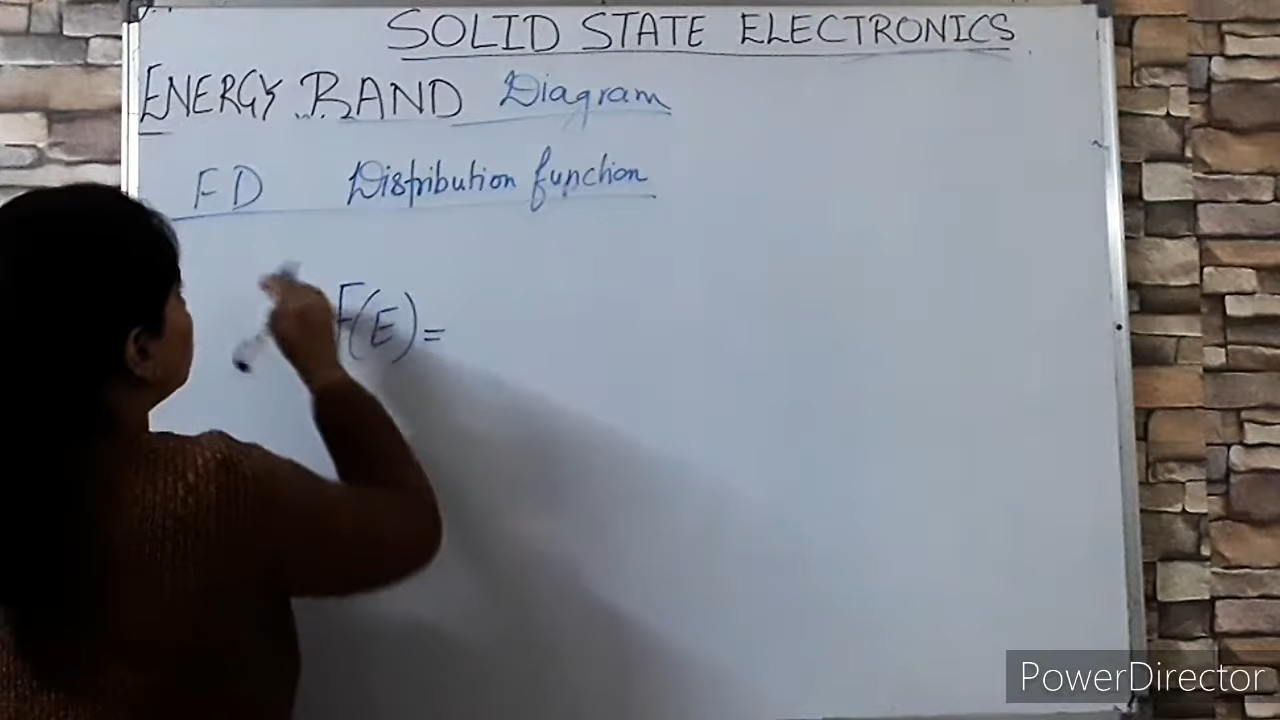 SOLID STATE ELECTRONICS
ENERGY BAND Diagram
FD Distribution function
F(E)=
PowerDirector